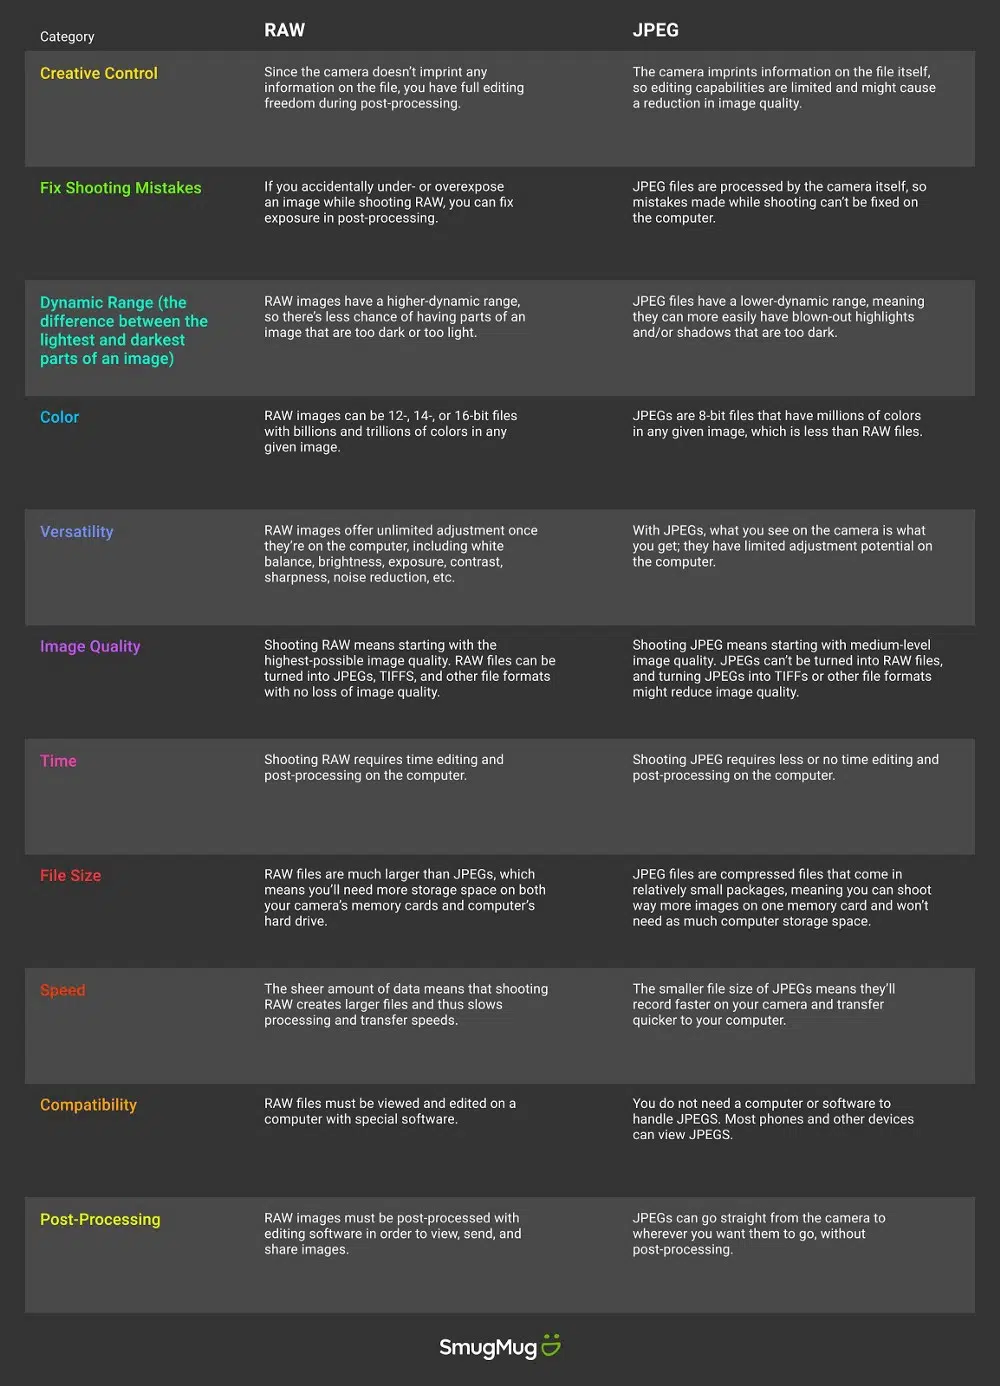 Category
RAW
JPEG
Creative Control
Since the camera doesn’t imprint any
information on the file, you have full editing
freedom during post-processing.
The camera imprints information on the file itself,
so editing capabilities are limited and might cause
a reduction in image quality.
Fix Shooting Mistakes
If you accidentally under- or overexpose
an image while shooting RAW, you can fix
exposure in post-processing.
JPEG files are processed by the camera itself, so
mistakes made while shooting can’t be fixed on
the computer.
Dynamic Range (the
difference between the
lightest and darkest
parts of an image)
RAW images have a higher-dynamic range,
so there’s less chance of having parts of an
image that are too dark or too light.
JPEG files have a lower-dynamic range, meaning
they can more easily have blown-out highlights
and/or shadows that are too dark.
Color
RAW images can be 12-, 14-, or 16-bit files
with billions and trillions of colors in any
given image.
JPEGs are 8-bit files that have millions of colors
in any given image, which is less than RAW files.
Versatility
RAW images offer unlimited adjustment once
they’re on the computer, including white
balance, brightness, exposure, contrast,
sharpness, noise reduction, etc.
With JPEGs, what you see on the camera is what
you get; they have limited adjustment potential on
the computer.
Image Quality
Shooting RAW means starting with the
highest-possible image quality. RAW files can be
turned into JPEGs, TIFFS, and other file formats
with no loss of image quality.
Shooting JPEG means starting with medium-level
image quality. JPEGs can’t be turned into RAW files,
and turning JPEGs into TIFFs or other file formats
might reduce image quality.
Time
Shooting RAW requires time editing and
post-processing on the computer.
Shooting JPEG requires less or no time editing and
post-processing on the computer.
File Size
RAW files are much larger than JPEGs, which
means you’ll need more storage space on both
your camera’s memory cards and computer’s
hard drive.
JPEG files are compressed files that come in
relatively small packages, meaning you can shoot
way more images on one memory card and won’t
need as much computer storage space.
Speed
The sheer amount of data means that shooting
RAW creates larger files and thus slows
processing and transfer speeds.
The smaller file size of JPEGs means they’ll
record faster on your camera and transfer
quicker to your computer.
Compatibility
RAW files must be viewed and edited on a
computer with special software.
You do not need a computer or software to
handle JPEGS. Most phones and other devices
can view JPEGS.
Post-Processing
RAW images must be post-processed with
editing software in order to view, send, and
share images.
JPEGs can go straight from the camera to
wherever you want them to go, without
post-processing.
SmugMug